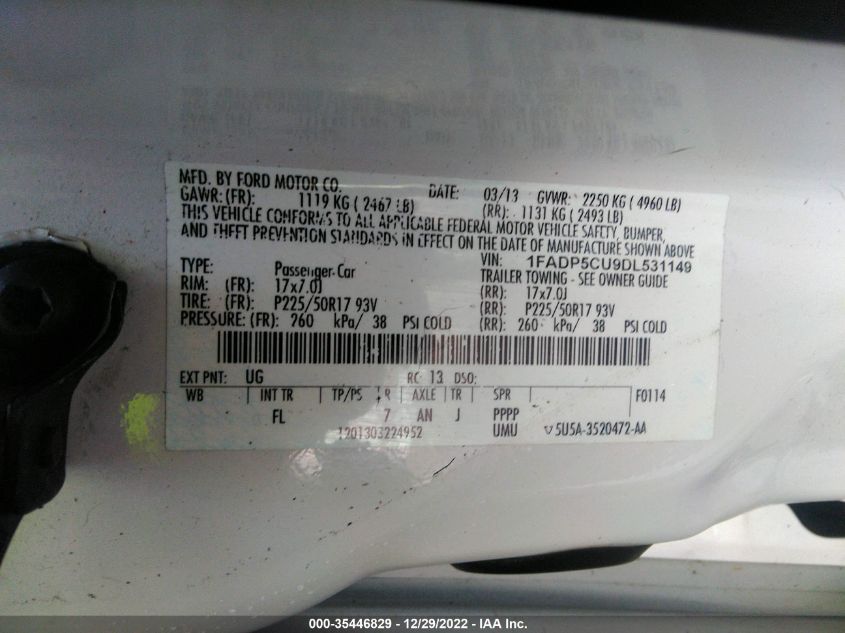 MFD. BY FORD MOTOR CO. DATE: 03/13 GVWR: 2250 KG ( 4960 LB)
GAWR: (FR): 1119 KG ( 2467 LB) (RR): 1131 KG ( 2493 LB)
THIS VEHICLE CONFORMS TO ALL APPLICABLE FEDERAL MOTOR VEHICLE SAFETY, BUMPER,
AND THEFT PREVENTION STANDARDS IN EFFECT ON THE DATE OF MANUFACTURE SHOWN ABOVE
VIN: 1FADP5CU9DL531149
TYPE: Passenger Car TRAILER TOWING - SEE OWNER GUIDE
RIM: (FR): 17x7.0J (RR): 17x7.0J
TIRE: (FR): P225/50R17 93V (RR): P225/50R17 93V
PRESSURE: (FR): 260 kPa/ 38 PSI COLD (RR): 260 kPa/ 38 PSI COLD
EXT PNT: UG RC: 13 DSO:
WB INT TR TP/PS R AXLE TR SPR F0114
FL 7 AN J PPPP
1201303224952 UMU 5U5A-3520472-AA
000-35446829 - 12/29/2022 - IAA Inc.